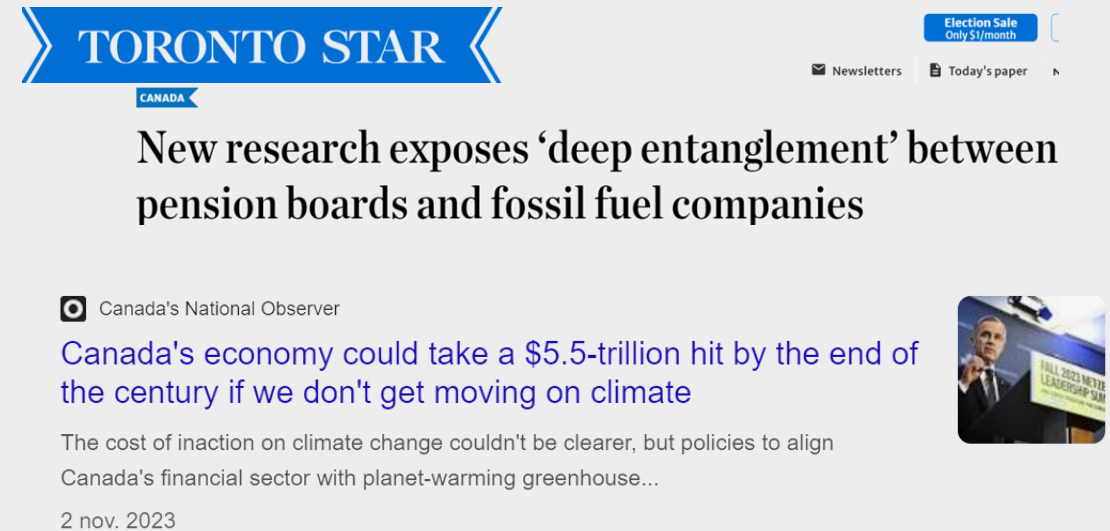 TORONTO STAR
Election Sale
Only $1/month
Newsletters
Today's paper
CANADA
New research exposes ‘deep entanglement’ between
pension boards and fossil fuel companies
Canada's National Observer
Canada's economy could take a $5.5-trillion hit by the end of
the century if we don't get moving on climate
FALL 2023
LEADERSHIP
The cost of inaction on climate change couldn't be clearer, but policies to align
Canada's financial sector with planet-warming greenhouse...
2 nov. 2023